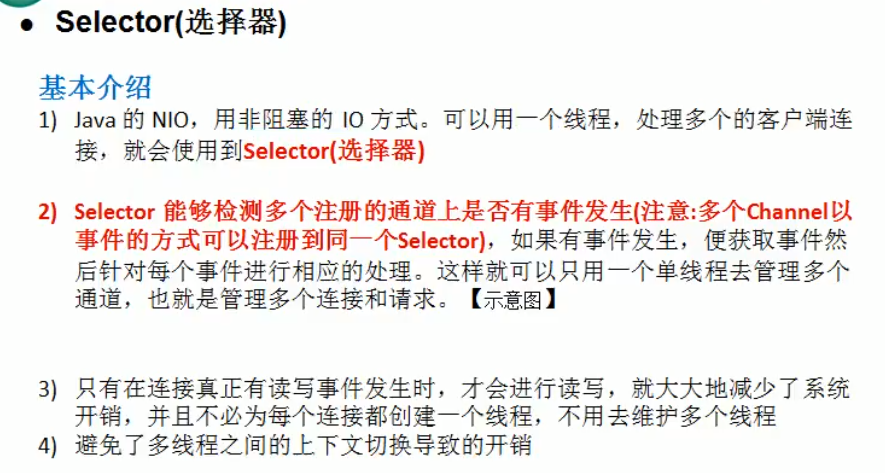 • Selector(选择器)
基本介绍
1) Java 的 NIO，用非阻塞的 IO 方式。可以用一个线程，处理多个的客户端连
接，就会使用到Selector(选择器)
2) Selector 能够检测多个注册的通道上是否有事件发生(注意:多个Channel以
事件的方式可以注册到同一个Selector)，如果有事件发生，便获取事件然
后针对每个事件进行相应的处理。这样就可以只用一个单线程去管理多个
通道，也就是管理多个连接和请求。【示意图】
3) 只有在连接真正有读写事件发生时，才会进行读写，就大大地减少了系统
开销，并且不必为每个连接都创建一个线程，不用去维护多个线程
4) 避免了多线程之间的上下文切换导致的开销